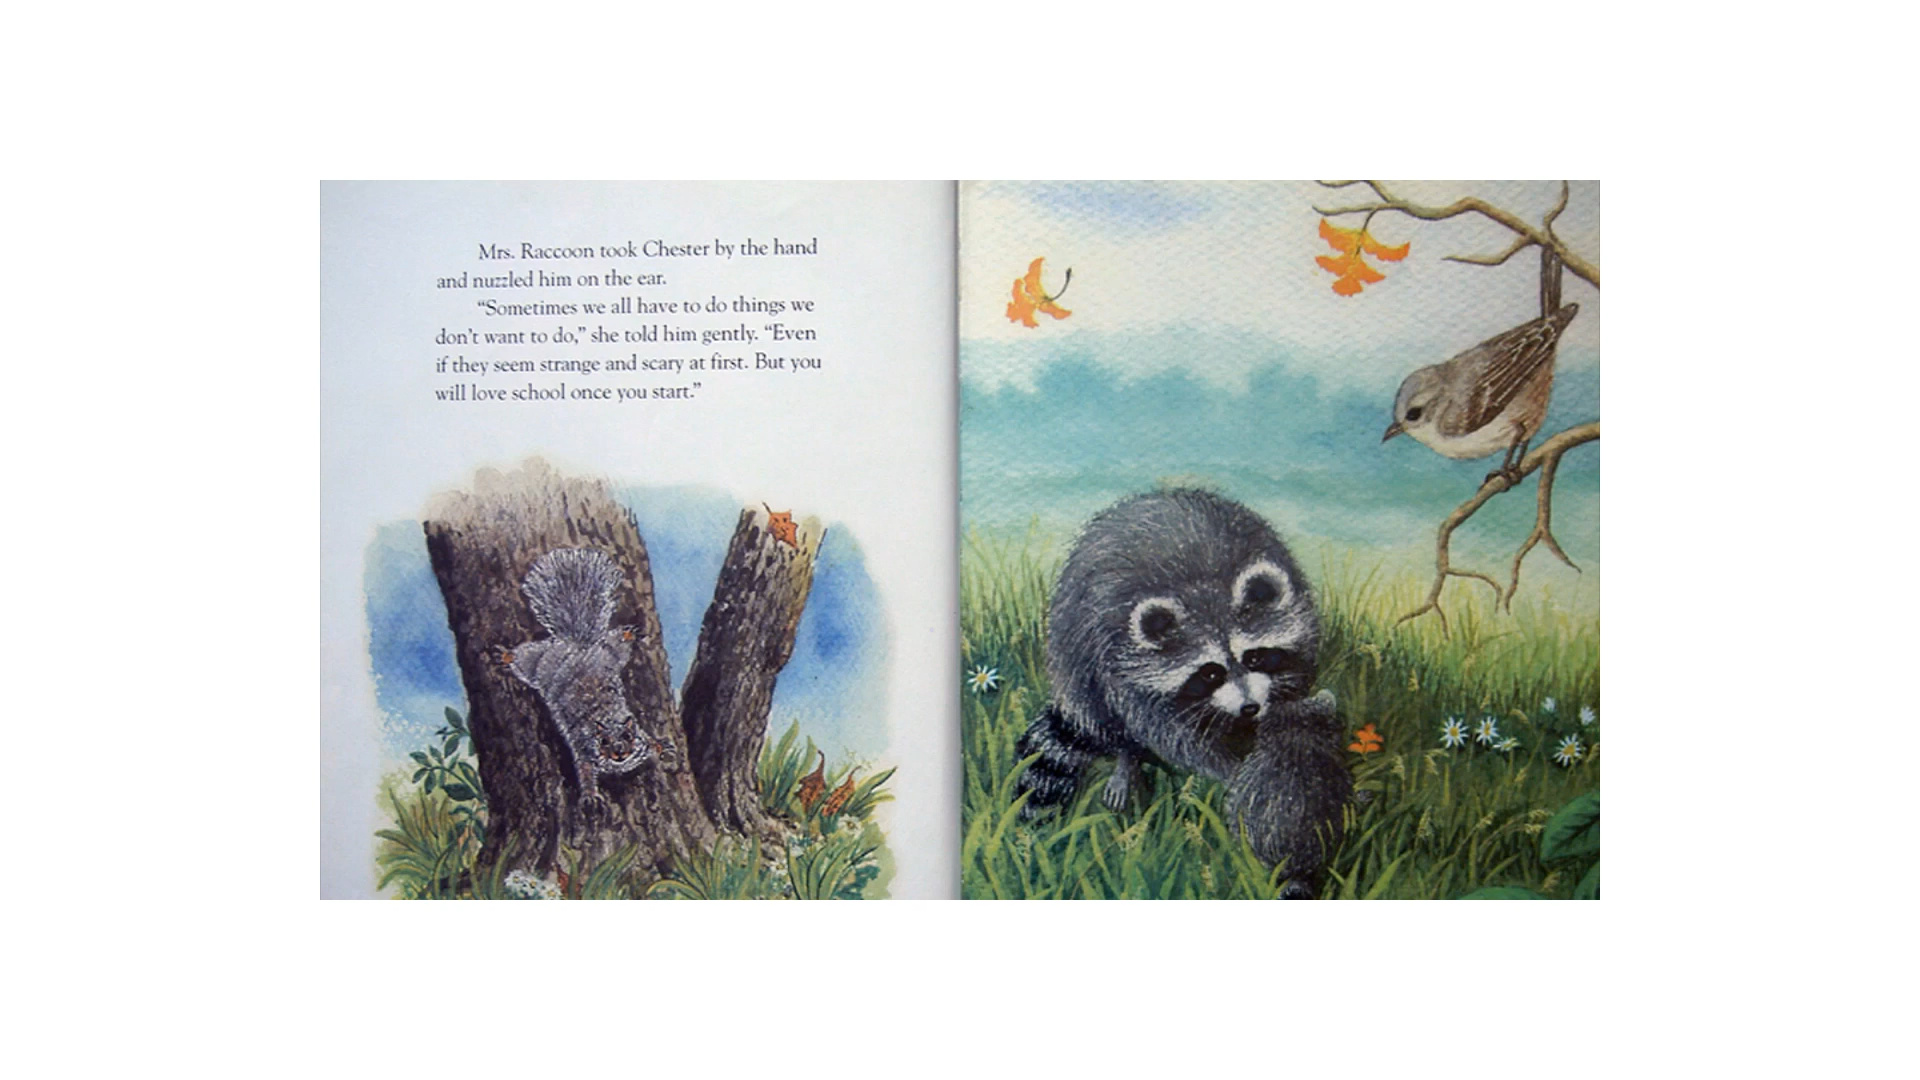 Mrs. Raccoon took Chester by the hand
and nuzzled him on the ear.
“Sometimes we all have to do things we
don’t want to do,” she told him gently. “Even
if they seem strange and scary at first. But you
will love school once you start.”